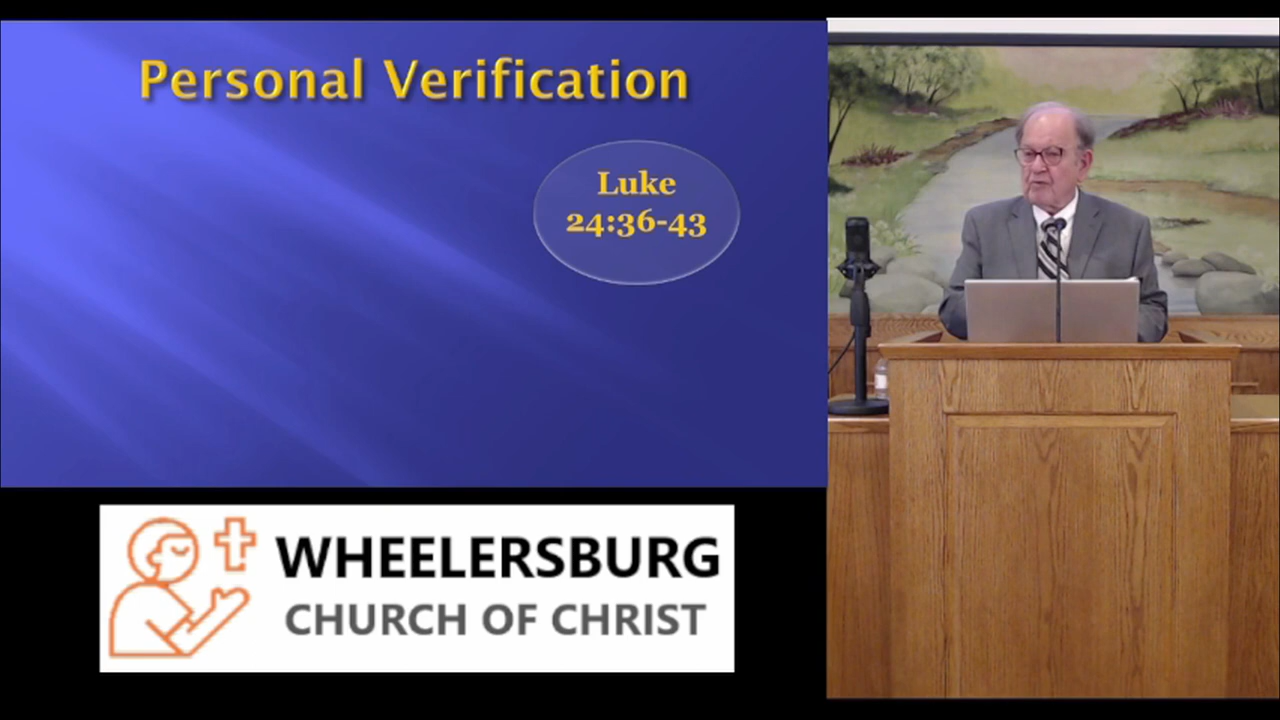 Personal Verification
Luke
24:36-43
WHEELERSBURG
CHURCH OF CHRIST